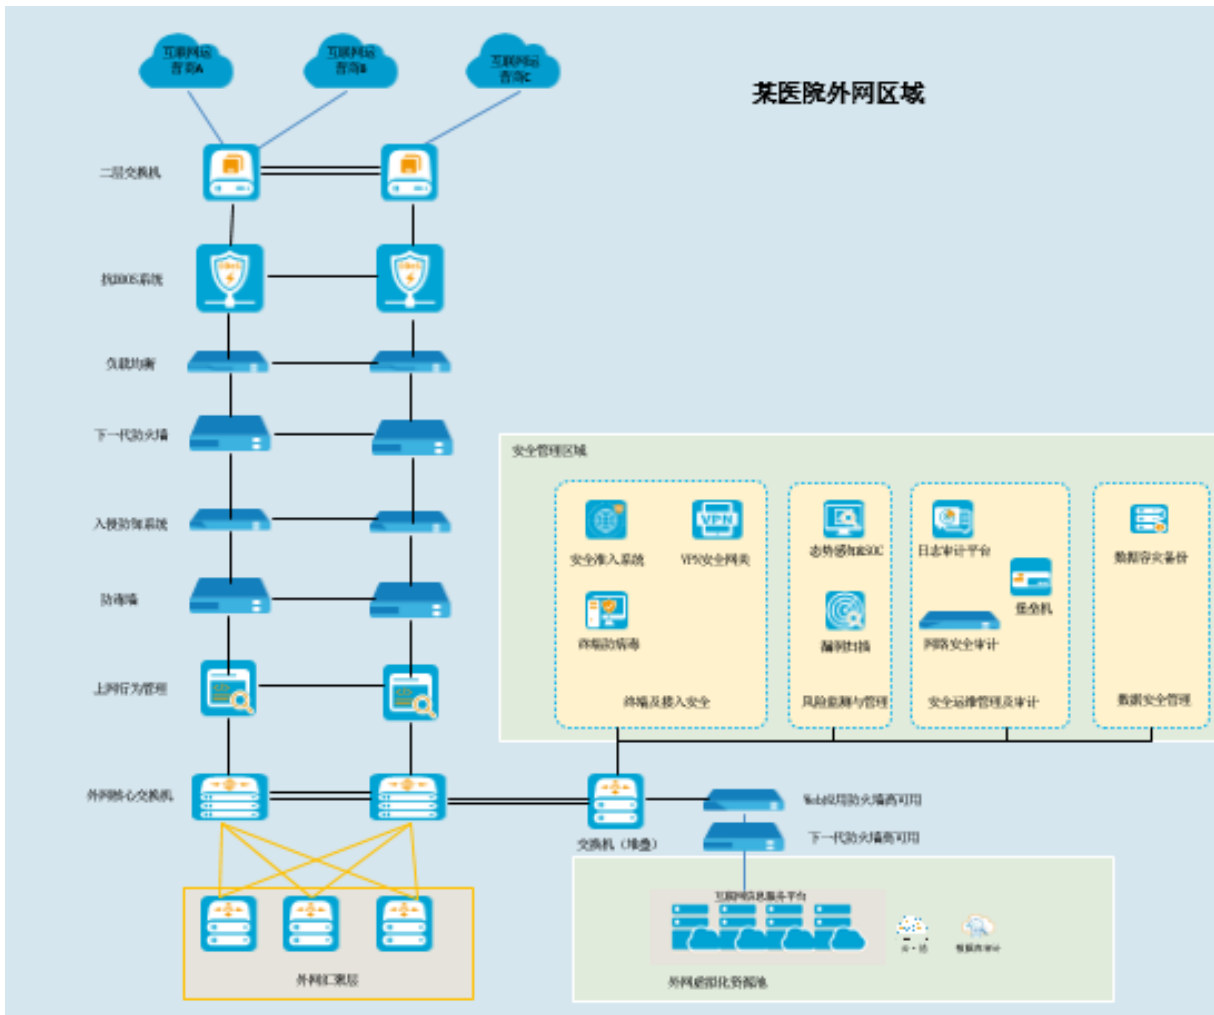 互联网运
营商A
互联网运
营商B
互联网运
营商C
某医院外网区域
二层交换机
抗DDOS系统
负载均衡
下一代防火墙
入侵防御系统
防毒墙
上网行为管理
外网核心交换机
外网汇聚层
安全管理区域
安全准入系统
VPN
VPN安全网关
终端防病毒
终端及接入安全
态势感知&SOC
漏洞扫描
风险监测与管理
日志审计平台
堡垒机
网络安全审计
安全运维管理及审计
数据容灾备份
数据安全管理
交换机（堆叠）
Web应用防火墙高可用
下一代防火墙高可用
互联网信息服务平台
数据库审计
外网虚拟化资源池